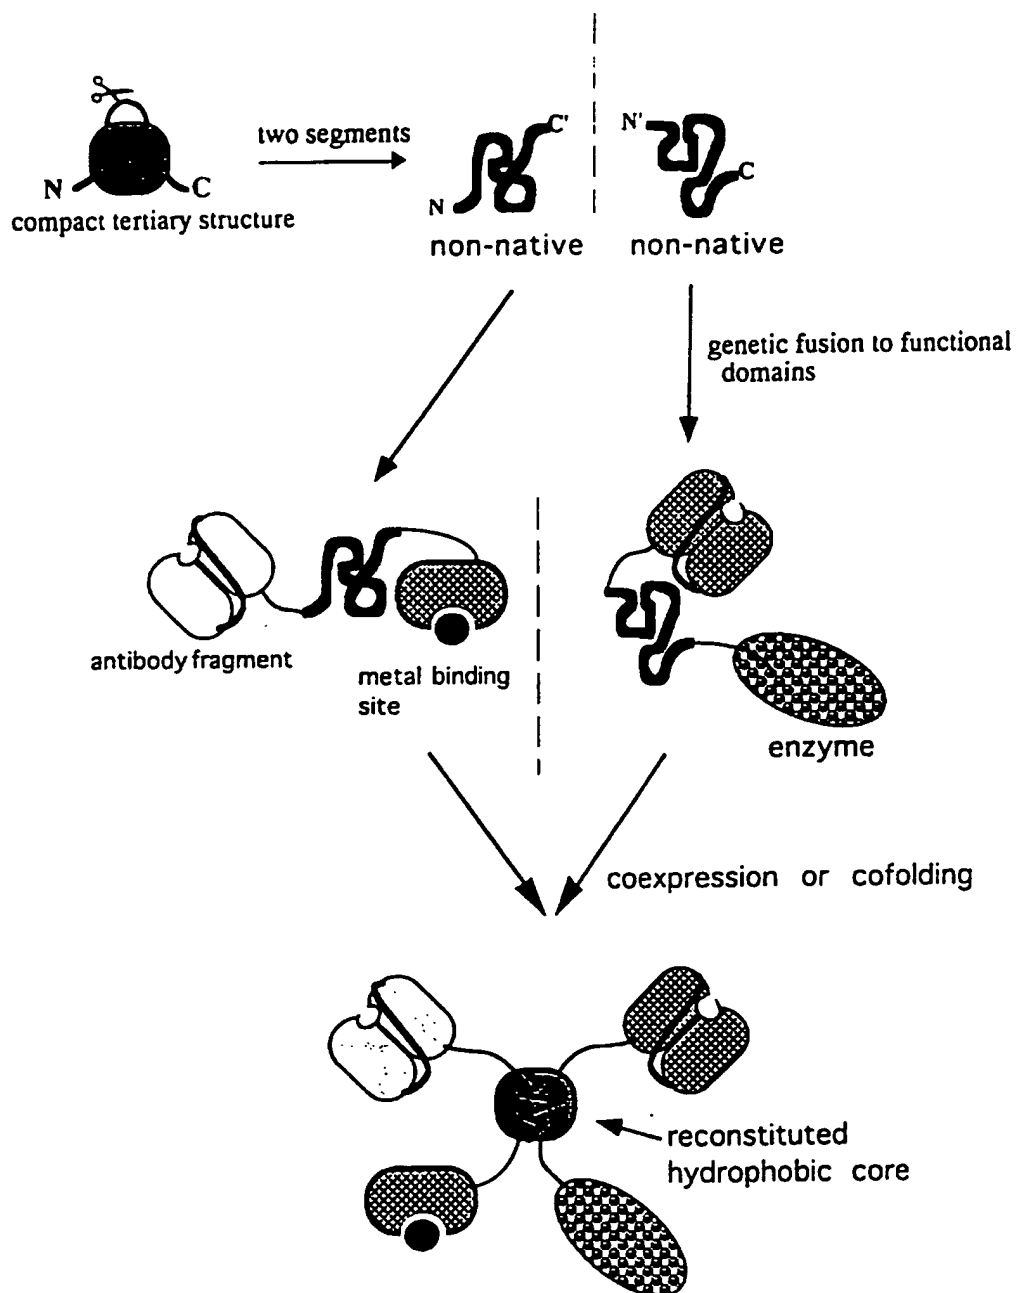 two segments
C'
N'
N
C
N
C
compact tertiary structure
non-native
non-native
genetic fusion to functional
domains
antibody fragment
metal binding
site
enzyme
coexpression or cofolding
reconstituted
hydrophobic core